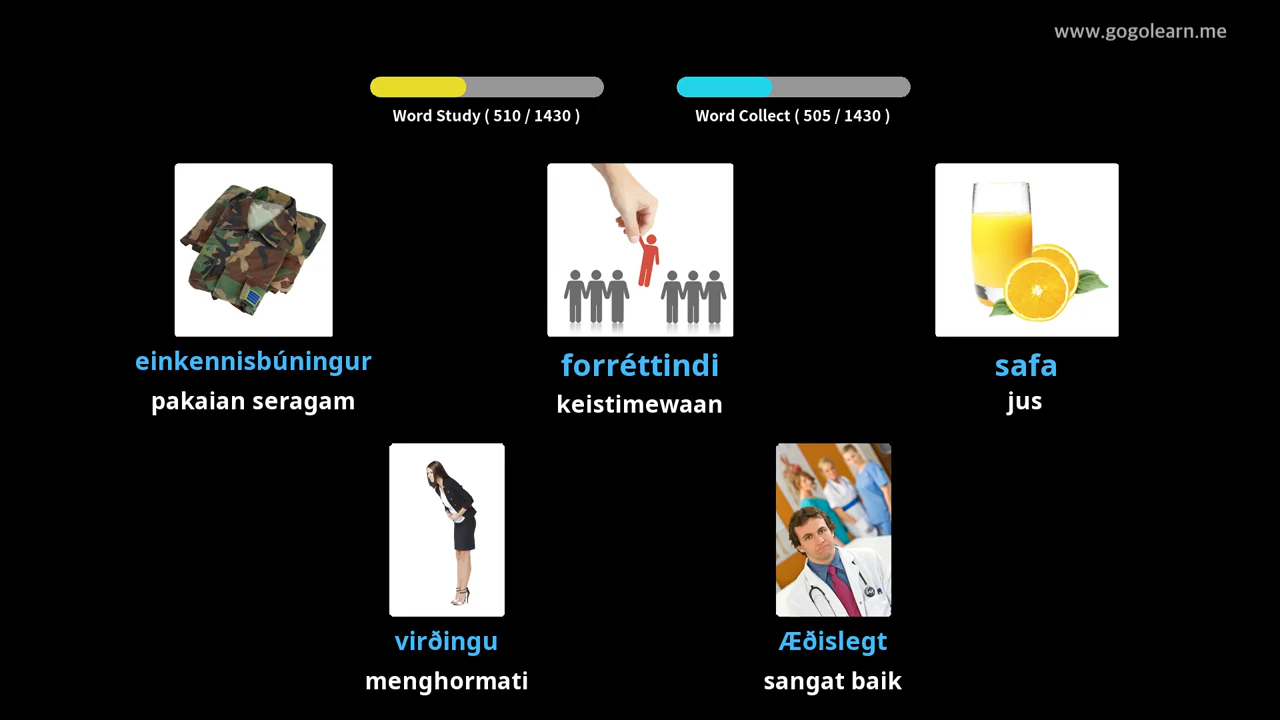 www.gogolearn.me
Word Study ( 510 / 1430 )
Word Collect ( 505 / 1430 )
einkennisbúningur
pakaian seragam
forréttindi
keistimewaan
safa
jus
virðingu
menghormati
Æðislegt
sangat baik